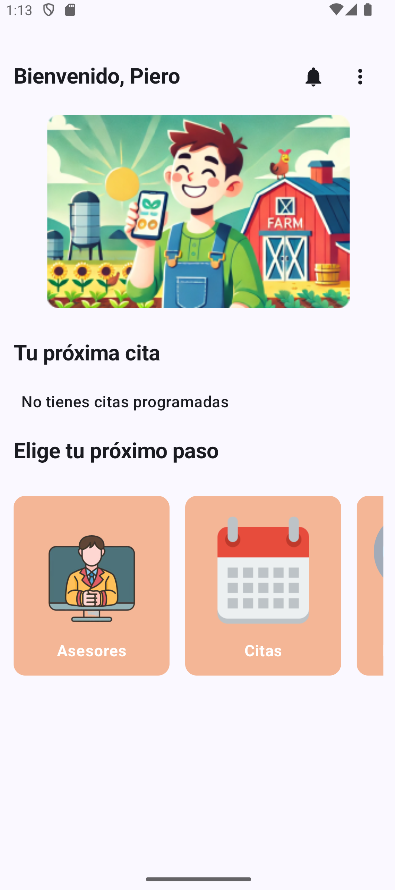 1:13
Bienvenido, Piero
FARM
Tu próxima cita
No tienes citas programadas
Elige tu próximo paso
Asesores
Citas